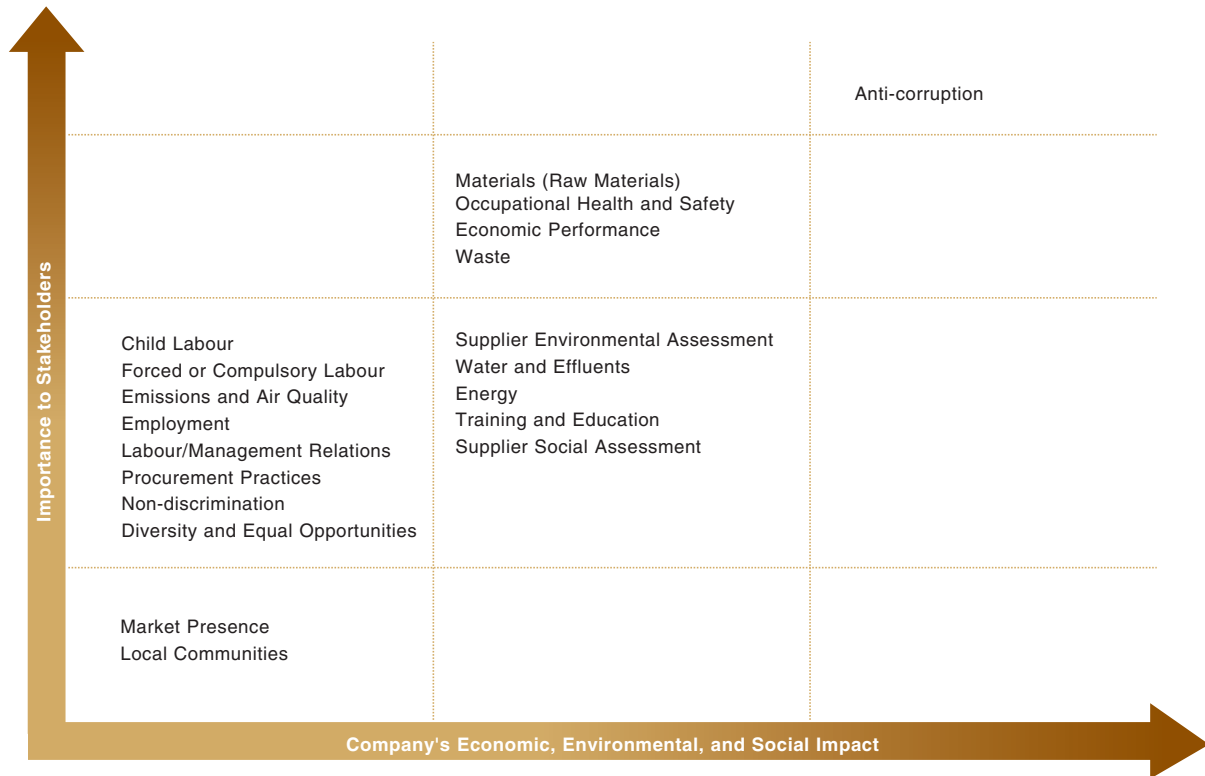 Importance to Stakeholders
Anti-corruption
Materials (Raw Materials)
Occupational Health and Safety
Economic Performance
Waste
Child Labour
Forced or Compulsory Labour
Emissions and Air Quality
Employment
Labour/Management Relations
Procurement Practices
Non-discrimination
Diversity and Equal Opportunities
Supplier Environmental Assessment
Water and Effluents
Energy
Training and Education
Supplier Social Assessment
Market Presence
Local Communities
Company's Economic, Environmental, and Social Impact